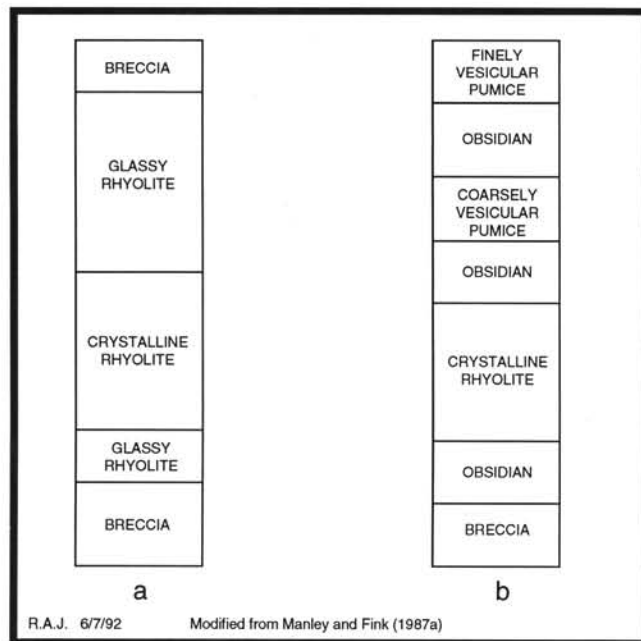 BRECCIA
GLASSY
RHYOLITE
CRYSTALLINE
RHYOLITE
GLASSY
RHYOLITE
BRECCIA
a
FINELY
VESICULAR
PUMICE
OBSIDIAN
COARSELY
VESICULAR
PUMICE
OBSIDIAN
CRYSTALLINE
RHYOLITE
OBSIDIAN
BRECCIA
b
R.A.J. 6/7/92 Modified from Manley and Fink (1987a)